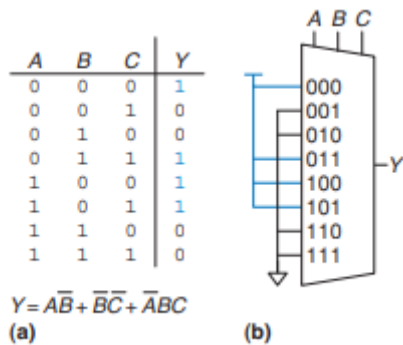 A B C Y
0 0 0 1
0 0 1 0
0 1 0 0
0 1 1 1
1 0 0 1
1 0 1 1
1 1 0 0
1 1 1 0
Y = AB̅ + B̅C̅ + A̅BC
(a)
A B C
000
001
010
011
100
101
110
111
Y
(b)